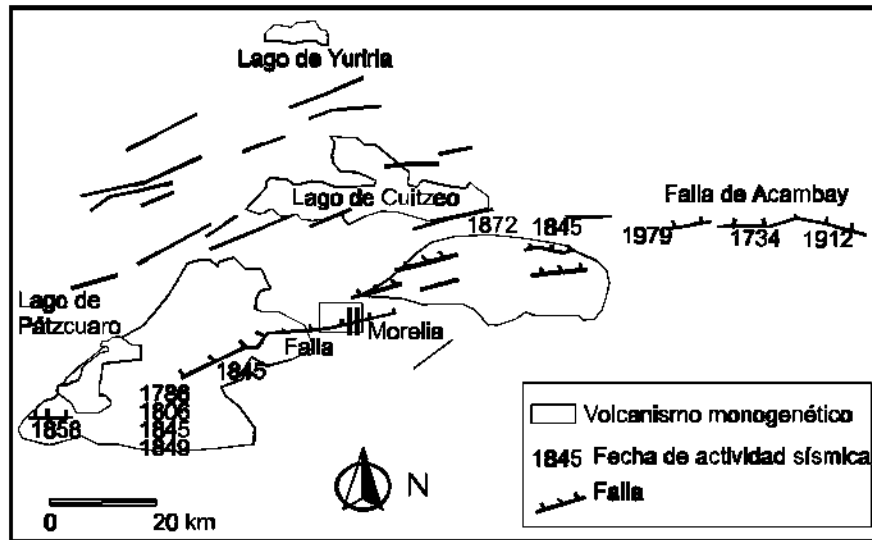 Lago de Yuriria
Lago de Cuitzeo
Falla de Acambay
1872
1845
1979
1734
1912
Lago de
Pátzcuaro
Falla
Morelia
1845
1786
1806
1845
1849
1858
Volcanismo monogenético
1845 Fecha de actividad sísmica
Falla
N
0 20 km